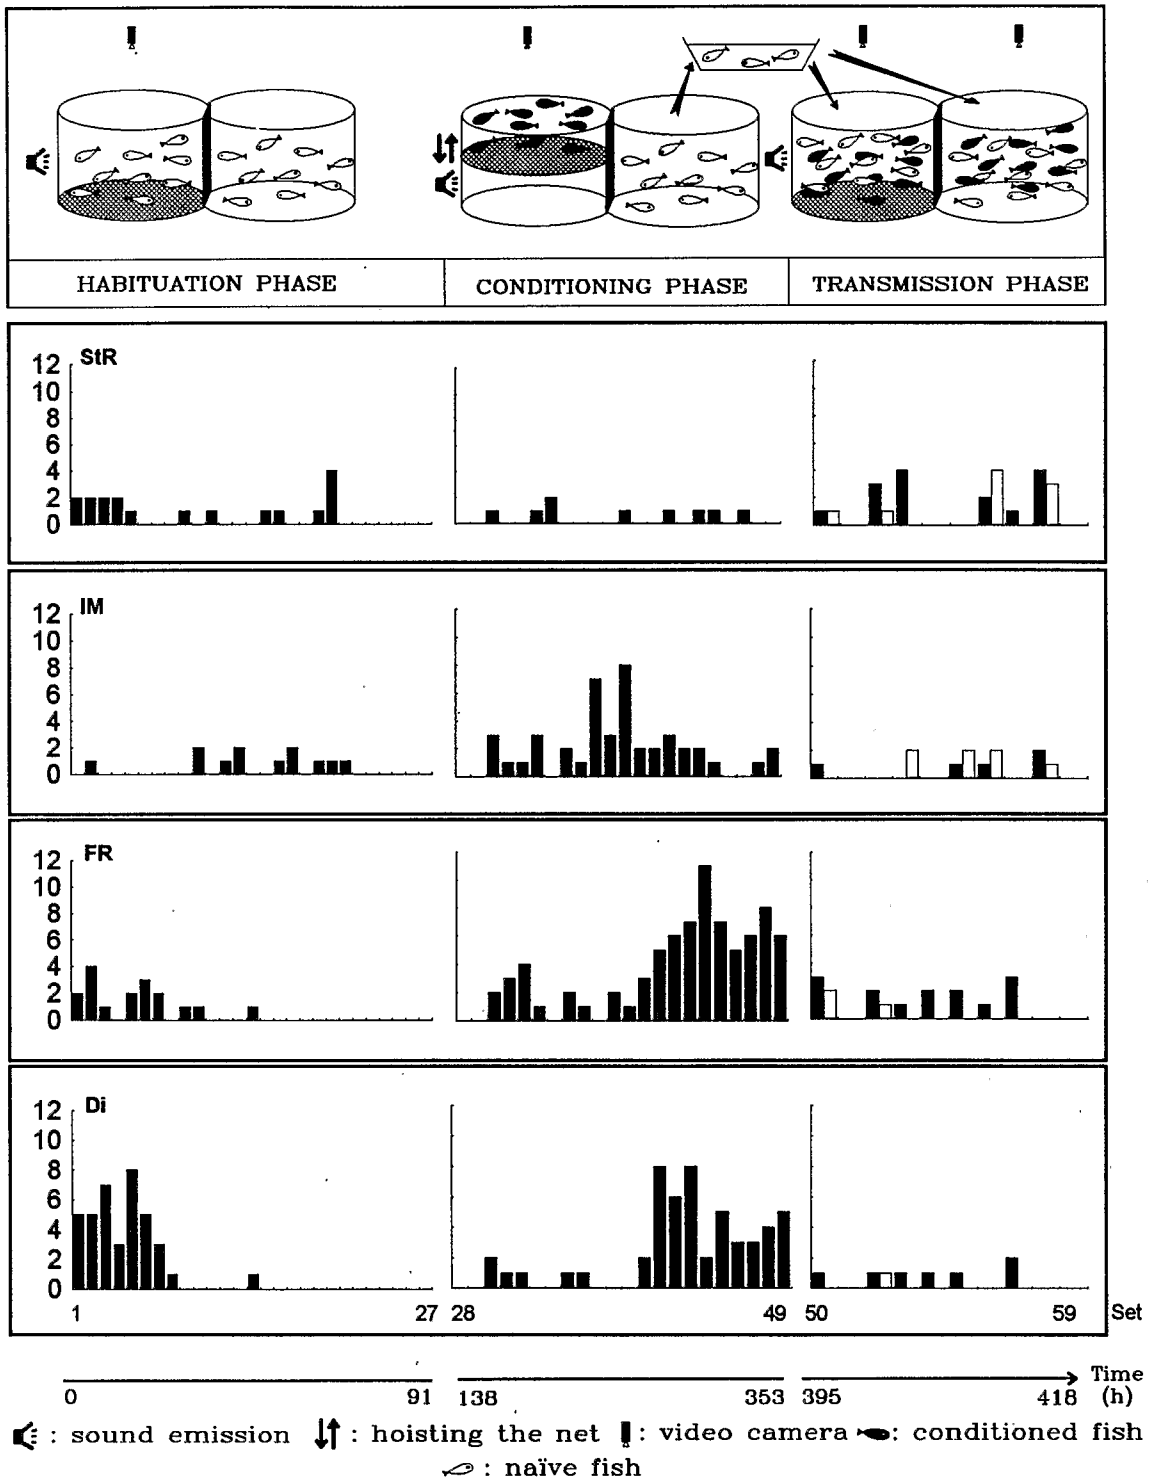 HABITUATION PHASE
CONDITIONING PHASE
TRANSMISSION PHASE
StR
12
10
8
6
4
2
0
IM
12
10
8
6
4
2
0
FR
12
10
8
6
4
2
0
Di
12
10
8
6
4
2
0
1 27 28 49 50 59 Set
0 91 138 353 395 418 Time (h)
: sound emission : hoisting the net : video camera : conditioned fish
: naïve fish